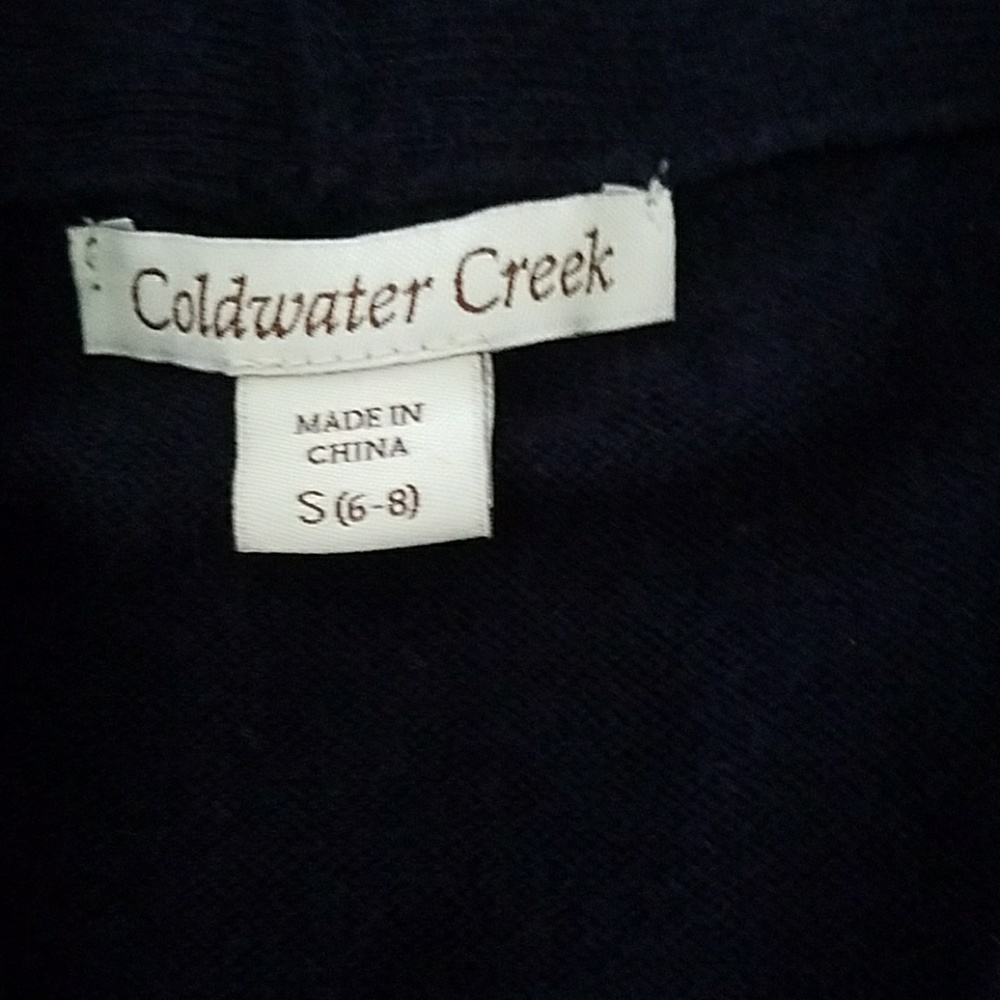 Coldwater Creek
MADE IN
CHINA
S (6-8)